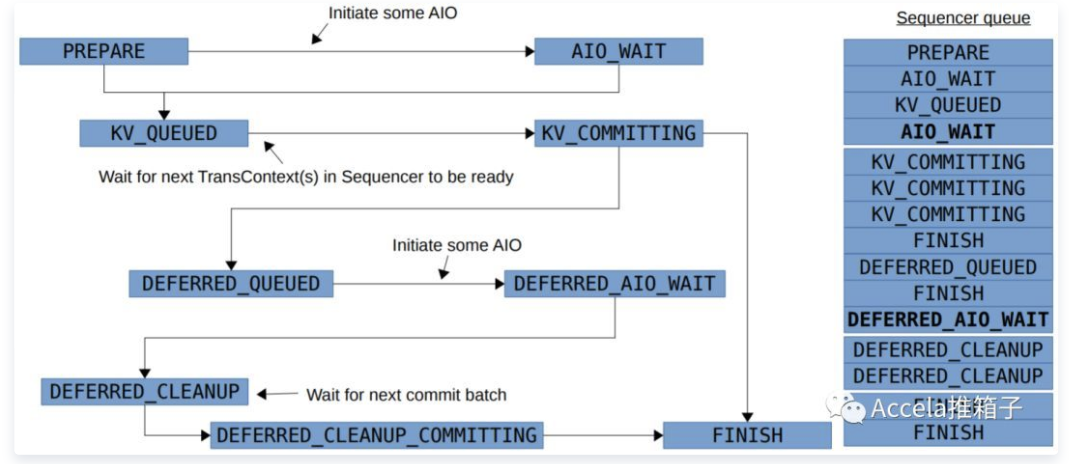 Initiate some AIO
PREPARE
AIO_WAIT
KV_QUEUED
KV_COMMITTING
Wait for next TransContext(s) in Sequencer to be ready
Initiate some AIO
DEFERRED_QUEUED
DEFERRED_AIO_WAIT
DEFERRED_CLEANUP
Wait for next commit batch
DEFERRED_CLEANUP_COMMITTING
FINISH
Sequencer queue
PREPARE
AIO_WAIT
KV_QUEUED
AIO_WAIT
KV_COMMITTING
KV_COMMITTING
KV_COMMITTING
FINISH
DEFERRED_QUEUED
FINISH
DEFERRED_AIO_WAIT
DEFERRED_CLEANUP
DEFERRED_CLEANUP
FINISH
Accela推箱子
FINISH